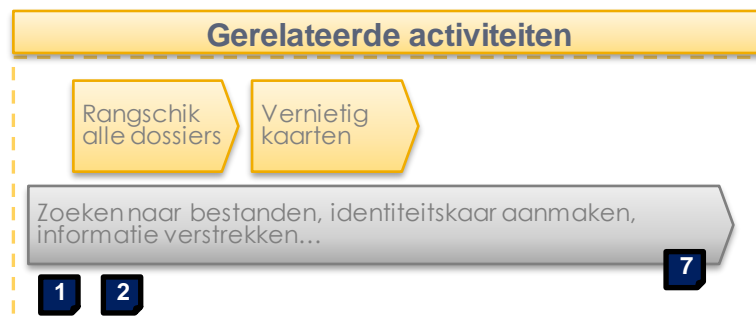 Gerelateerde activiteiten
Rangschik
alle dossiers
Vernietig
kaarten
Zoeken naar bestanden, identiteitskaar aanmaken,
informatie verstrekken…
7
1
2